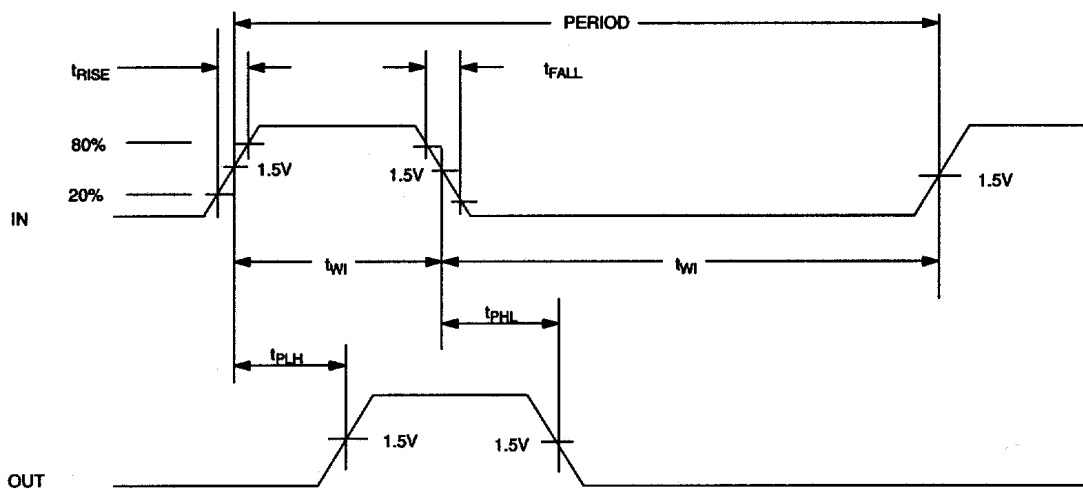 PERIOD
tRISE
tFALL
80%
1.5V
1.5V
20%
1.5V
IN
tWI
tWI
tPHL
tPLH
1.5V
1.5V
OUT